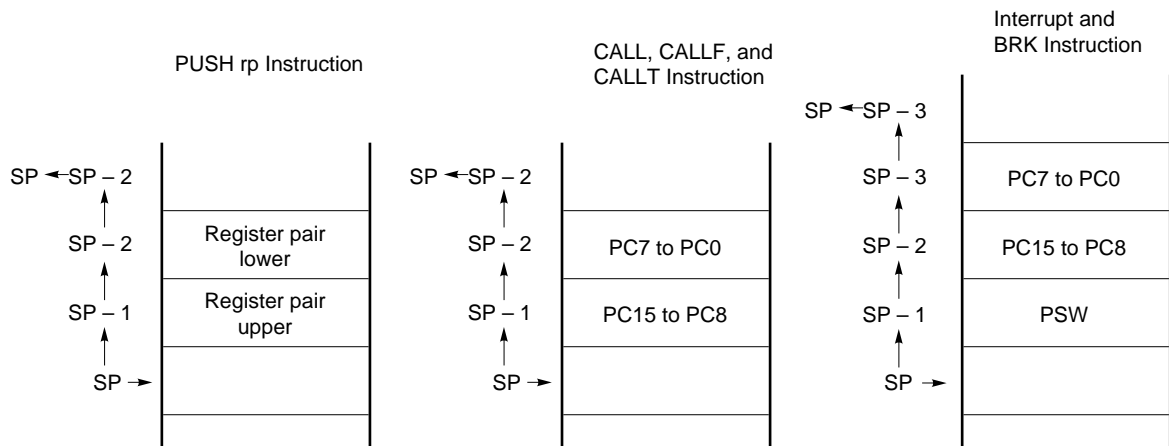 PUSH rp Instruction
SP SP – 2
SP – 2
Register pair
lower
SP – 1
Register pair
upper
SP
CALL, CALLF, and
CALLT Instruction
SP SP – 2
SP – 2
PC7 to PC0
SP – 1
PC15 to PC8
SP
Interrupt and
BRK Instruction
SP SP – 3
SP – 3
PC7 to PC0
SP – 2
PC15 to PC8
SP – 1
PSW
SP